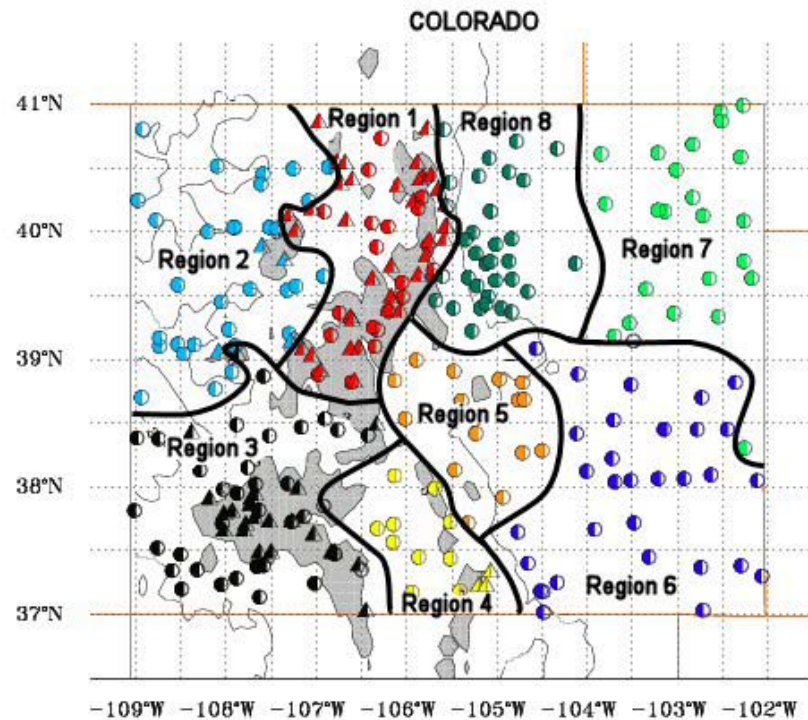 COLORADO
41°N
Region 1
Region 8
40°N
Region 2
Region 7
39°N
Region 5
Region 3
38°N
Region 6
Region 4
37°N
-109°W -108°W -107°W -106°W -105°W -104°W -103°W -102°W